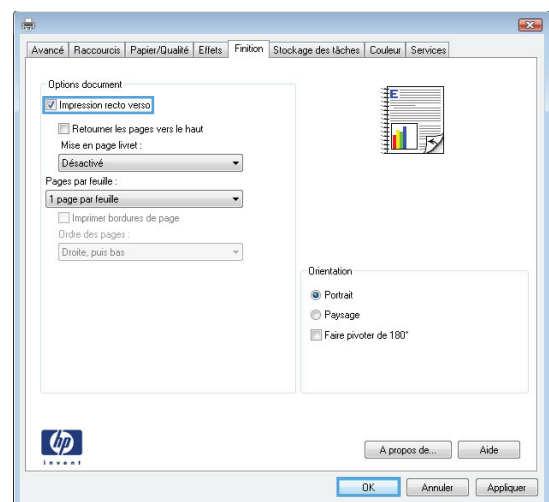 Avancé Raccourcis Papier/Qualité Effets Finition Stockage des tâches Couleur Services
Options document
Impression recto verso
Retourner les pages vers le haut
Mise en page livret :
Désactivé
Pages par feuille :
1 page par feuille
Imprimer bordures de page
Ordre des pages :
Droite, puis bas
E
Orientation
Portrait
Paysage
Faire pivoter de 180°
hp
invent
A propos de... Aide
OK Annuler Appliquer